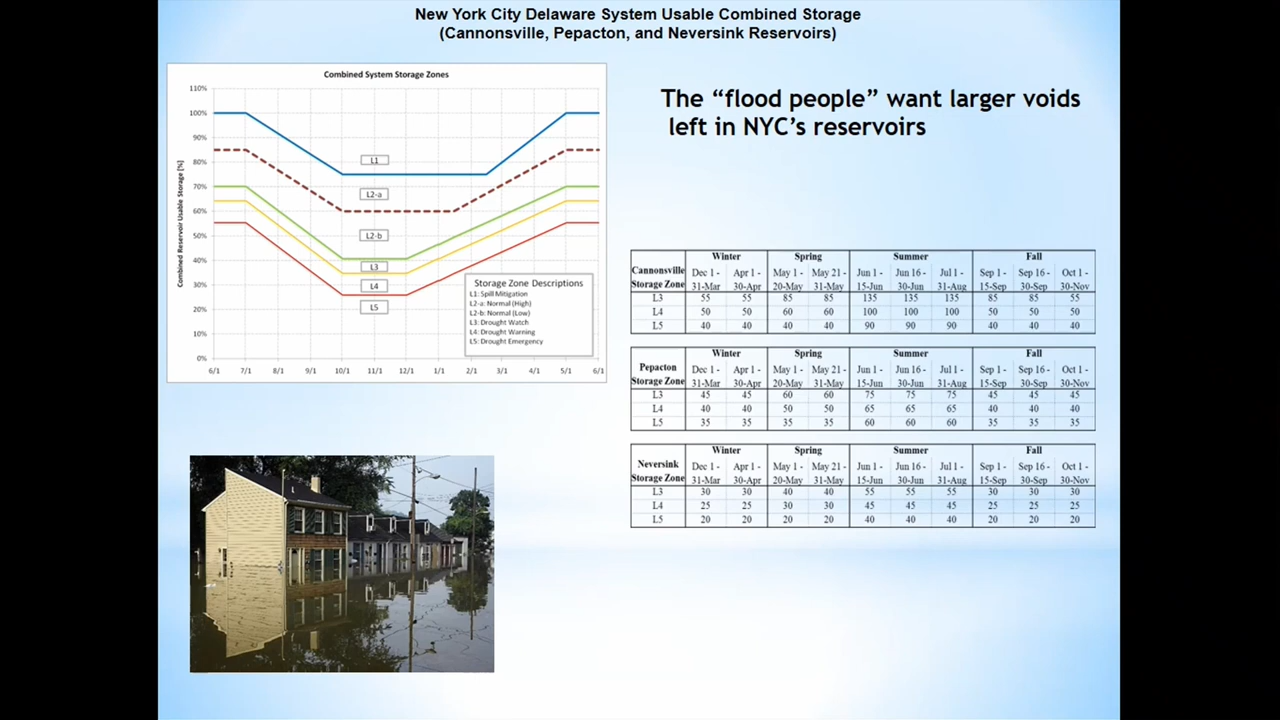 New York City Delaware System Usable Combined Storage
(Cannonsville, Pepacton, and Neversink Reservoirs)
Combined System Storage Zones
Combined Reservoir Usable Storage [%]
110%
100%
90%
80%
70%
60%
50%
40%
30%
20%
10%
0%
L1
L2-a
L2-b
L3
L4
L5
Storage Zone Descriptions
L1: Spill Mitigation
L2-a: Normal (High)
L2-b: Normal (Low)
L3: Drought Watch
L4: Drought Warning
L5: Drought Emergency
6/1 7/1 8/1 9/1 10/1 11/1 12/1 1/1 2/1 3/1 4/1 5/1 6/1
The “flood people” want larger voids
left in NYC’s reservoirs
Cannonsville Storage Zone
Winter Spring Summer Fall
Dec 1 - Apr 1 - May 1 - May 21 - Jun 1 - Jun 16 - Jul 1 - Sep 1 - Sep 16 - Oct 1 -
31-Mar 30-Apr 20-May 31-May 15-Jun 30-Jun 31-Aug 15-Sep 30-Sep 30-Nov
L3 55 55 85 85 135 135 135 85 85 55
L4 50 50 60 60 100 100 100 50 50 50
L5 40 40 40 40 90 90 90 40 40 40
Pepacton Storage Zone
Winter Spring Summer Fall
Dec 1 - Apr 1 - May 1 - May 21 - Jun 1 - Jun 16 - Jul 1 - Sep 1 - Sep 16 - Oct 1 -
31-Mar 30-Apr 20-May 31-May 15-Jun 30-Jun 31-Aug 15-Sep 30-Sep 30-Nov
L3 45 45 60 60 75 75 75 45 45 45
L4 40 40 50 50 65 65 65 40 40 40
L5 35 35 35 35 60 60 60 35 35 35
Neversink Storage Zone
Winter Spring Summer Fall
Dec 1 - Apr 1 - May 1 - May 21 - Jun 1 - Jun 16 - Jul 1 - Sep 1 - Sep 16 - Oct 1 -
31-Mar 30-Apr 20-May 31-May 15-Jun 30-Jun 31-Aug 15-Sep 30-Sep 30-Nov
L3 30 30 40 40 55 55 55 30 30 30
L4 25 25 30 30 45 45 45 25 25 25
L5 20 20 20 20 40 40 40 20 20 20